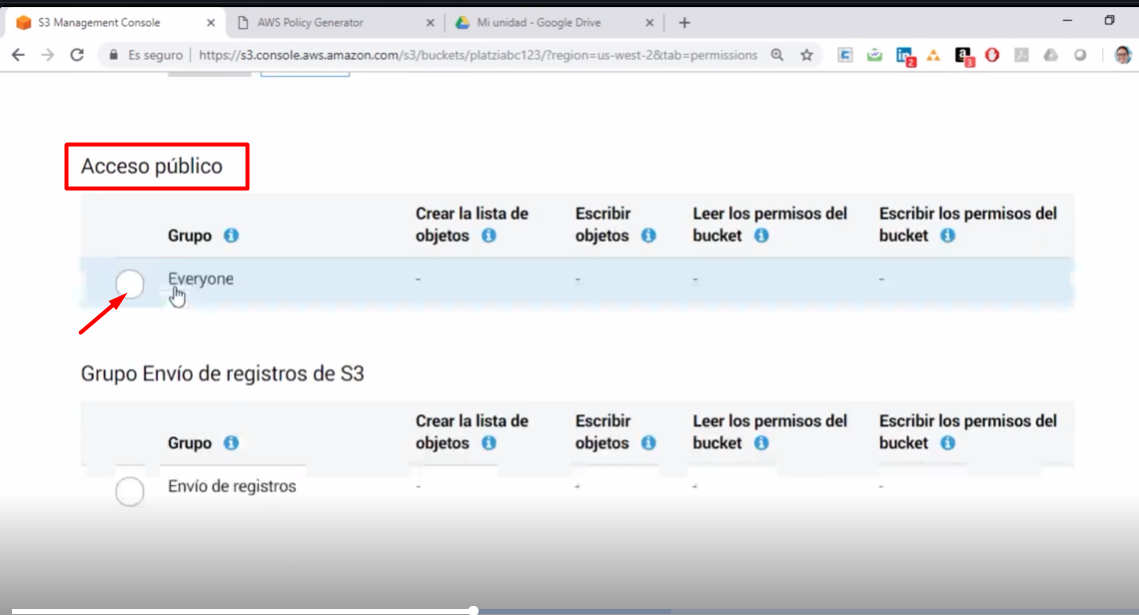 S3 Management Console
AWS Policy Generator
Mi unidad - Google Drive
Es seguro
https://s3.console.aws.amazon.com/s3/buckets/platziabc123/?region=us-west-2&tab=permissions
2
a
3
Acceso público
Grupo
Crear la lista de objetos
Escribir objetos
Leer los permisos del bucket
Escribir los permisos del bucket
Everyone - - - -
Grupo Envío de registros de S3
Grupo
Crear la lista de objetos
Escribir objetos
Leer los permisos del bucket
Escribir los permisos del bucket
Envío de registros - - - -